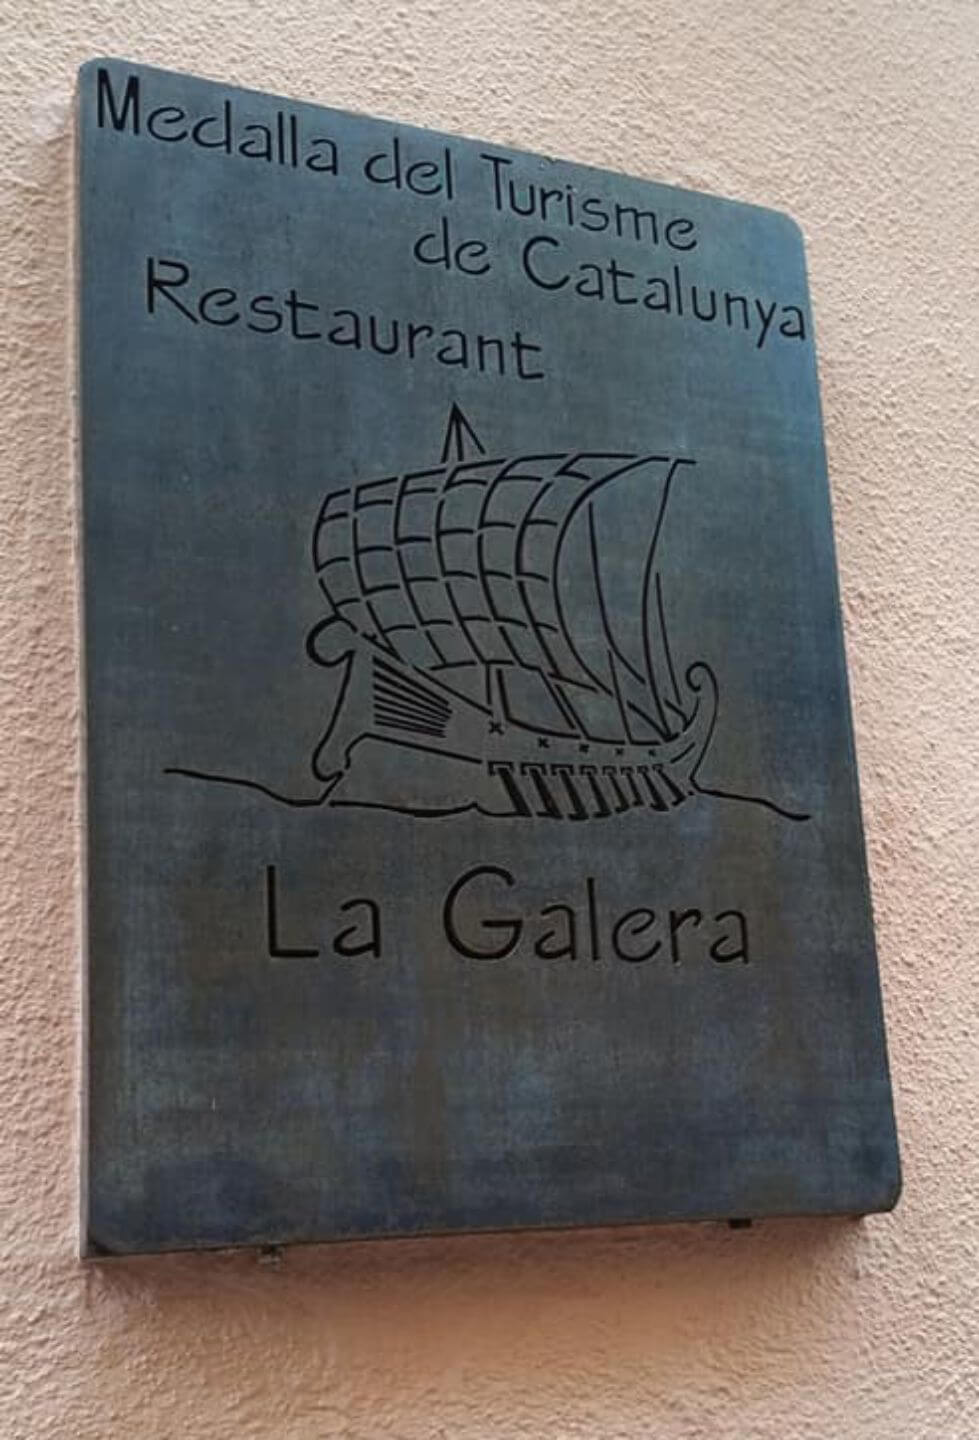 Medalla del Turisme
de Catalunya
Restaurant
La Galera